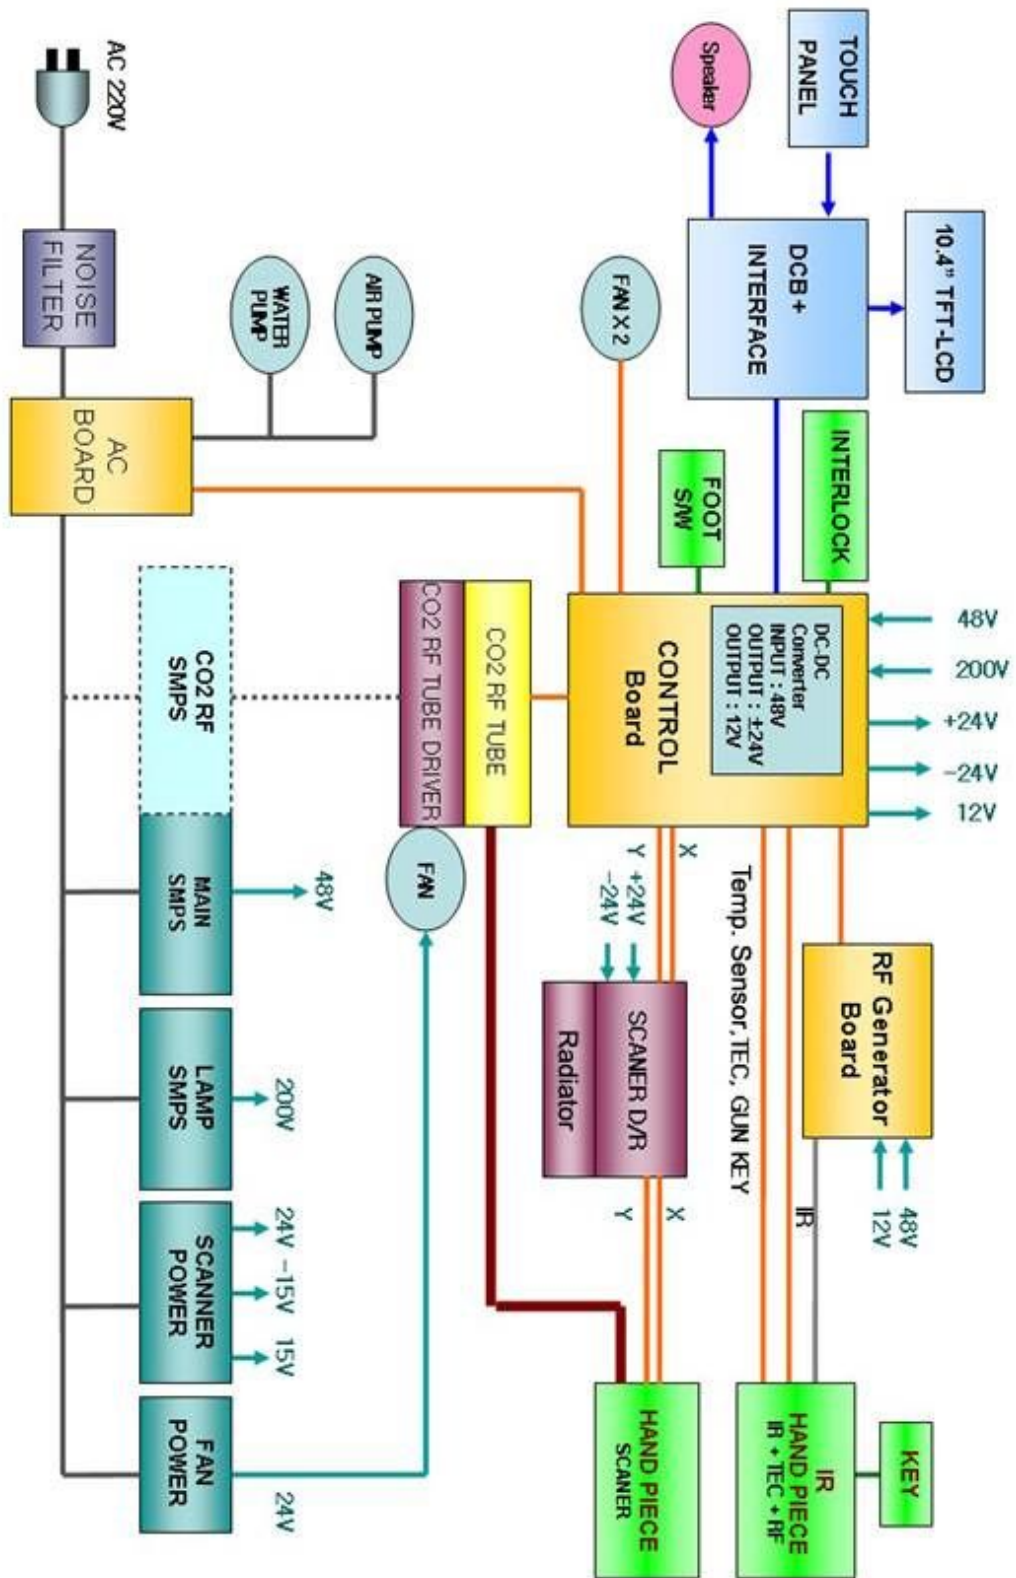 TOUCH
PANEL
10.4" TFT-LCD
Speaker
DCB +
INTERFACE
INTERLOCK
FOOT
S/W
FAN X 2
AIR PUMP
WATER
PUMP
AC 220V
NOISE
FILTER
AC
BOARD
48V
200V
+24V
-24V
12V
DC-DC
Converter
INPUT : 48V
OUTPUT : ±24V
OUTPUT : 12V
CONTROL
Board
CO2 RF TUBE
CO2 RF TUBE DRIVER
FAN
CO2 RF
SMPS
MAIN
SMPS
48V
LAMP
SMPS
200V
SCANNER
POWER
24V
-15V
15V
FAN
POWER
24V
RF Generator
Board
48V
12V
Temp. Sensor,TEC, GUN KEY
IR
X
Y
+24V
-24V
SCANER D/R
Radiator
X
Y
KEY
IR
HAND PIECE
IR + TEC + RF
HAND PIECE
SCANER